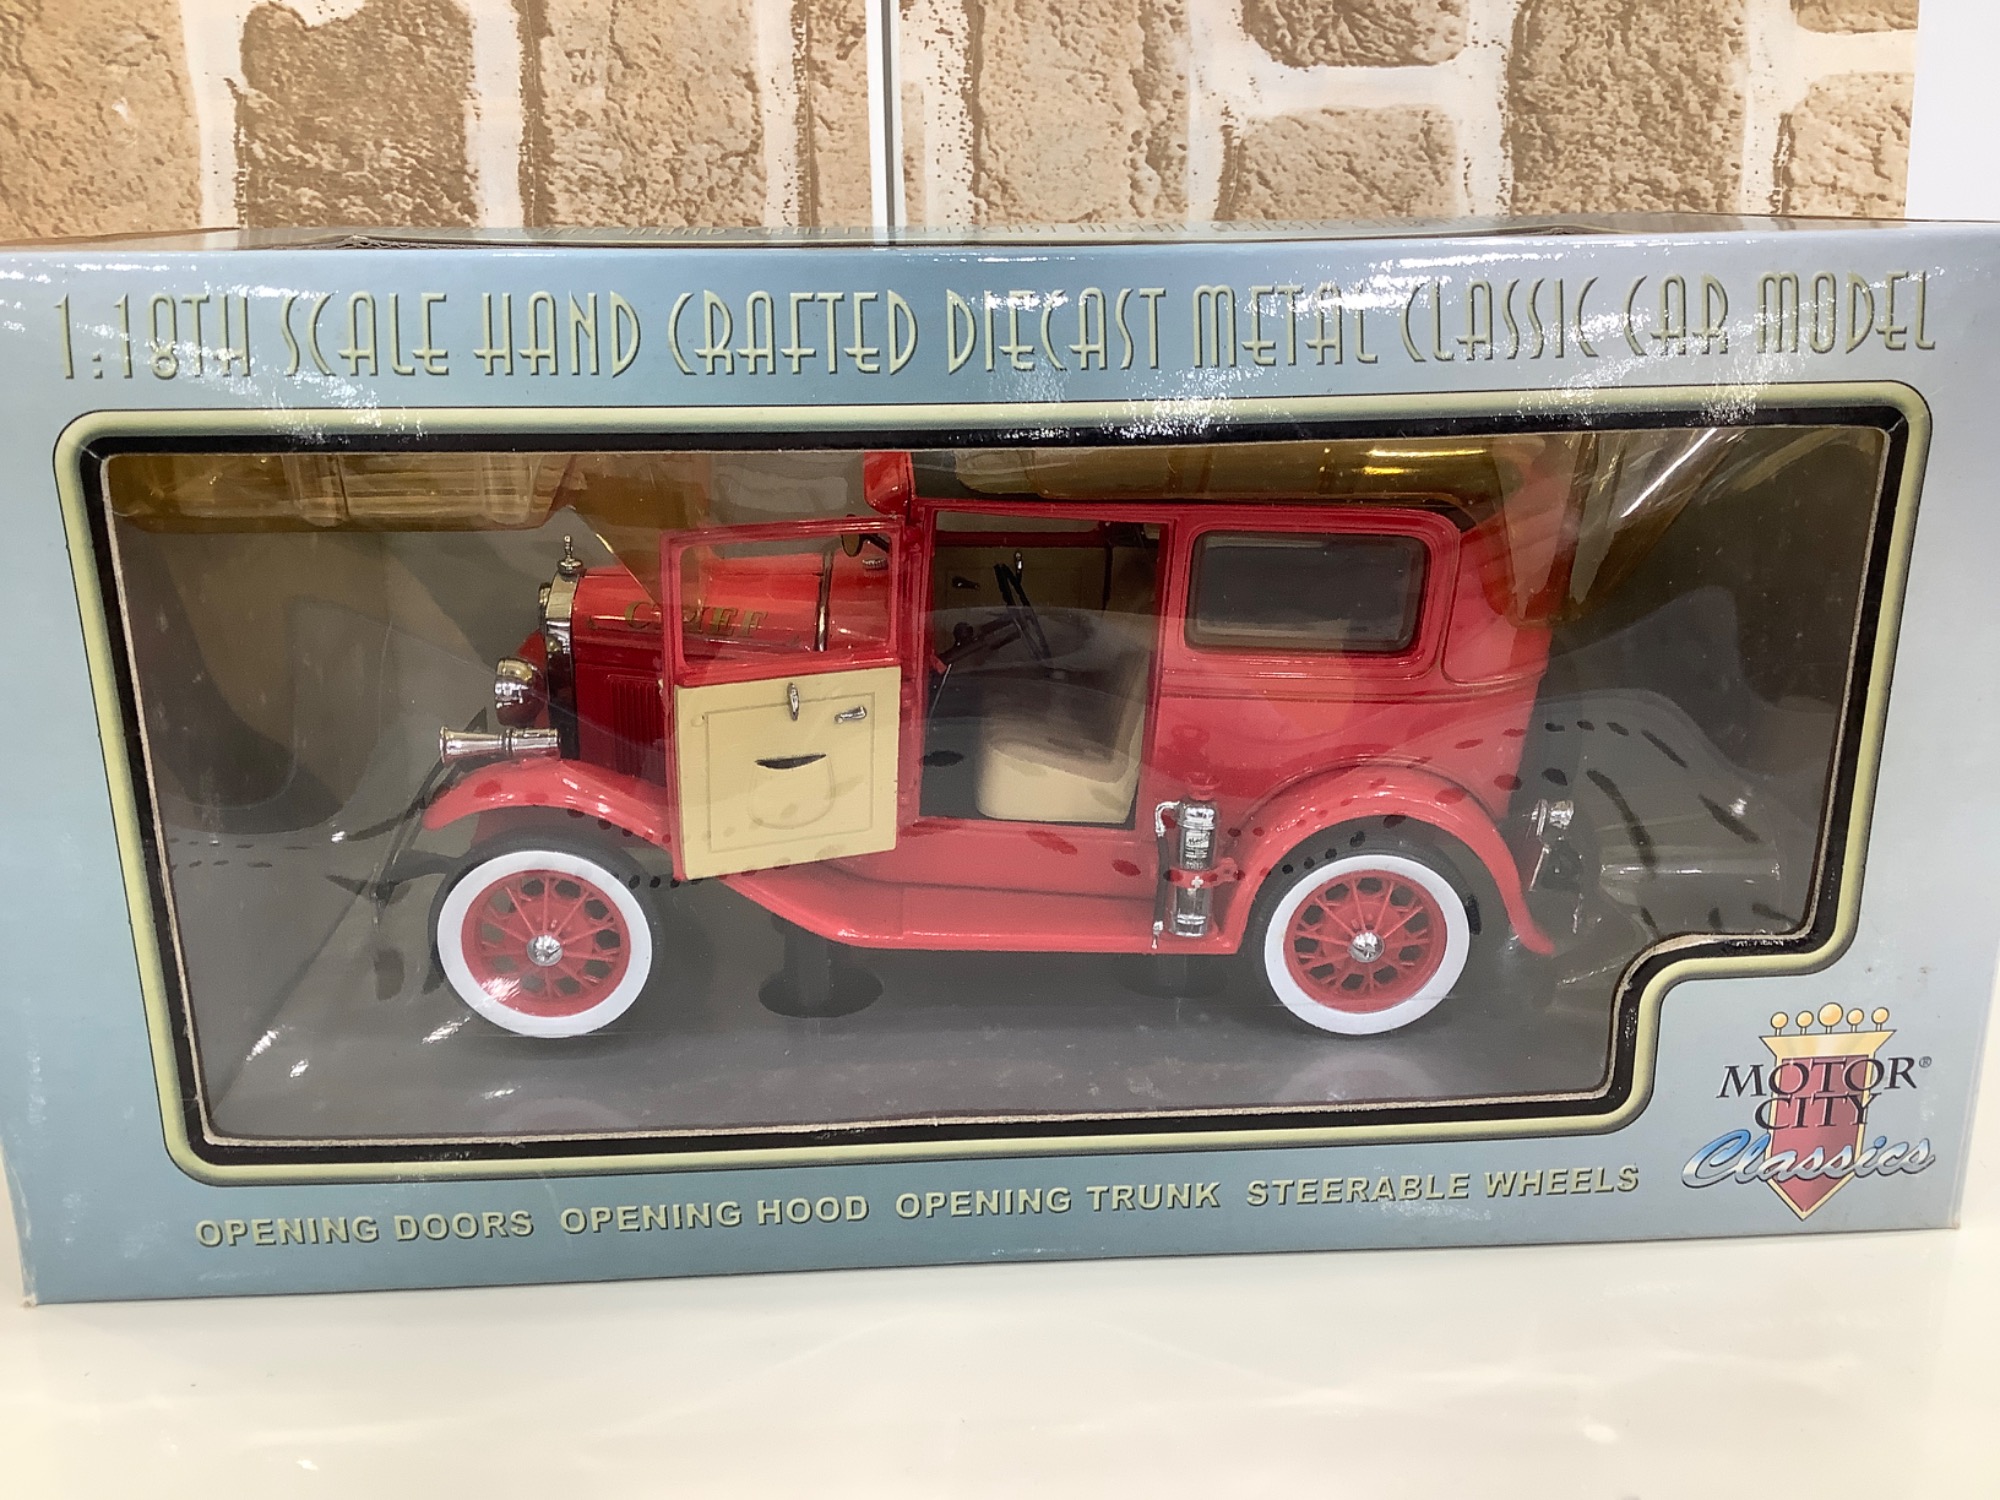 1:18TH SCALE HAND CRAFTED DIECAST METAL CLASSIC CAR MODEL
CHIEF
MOTOR®
CITY
Classics
OPENING DOORS OPENING HOOD OPENING TRUNK STEERABLE WHEELS